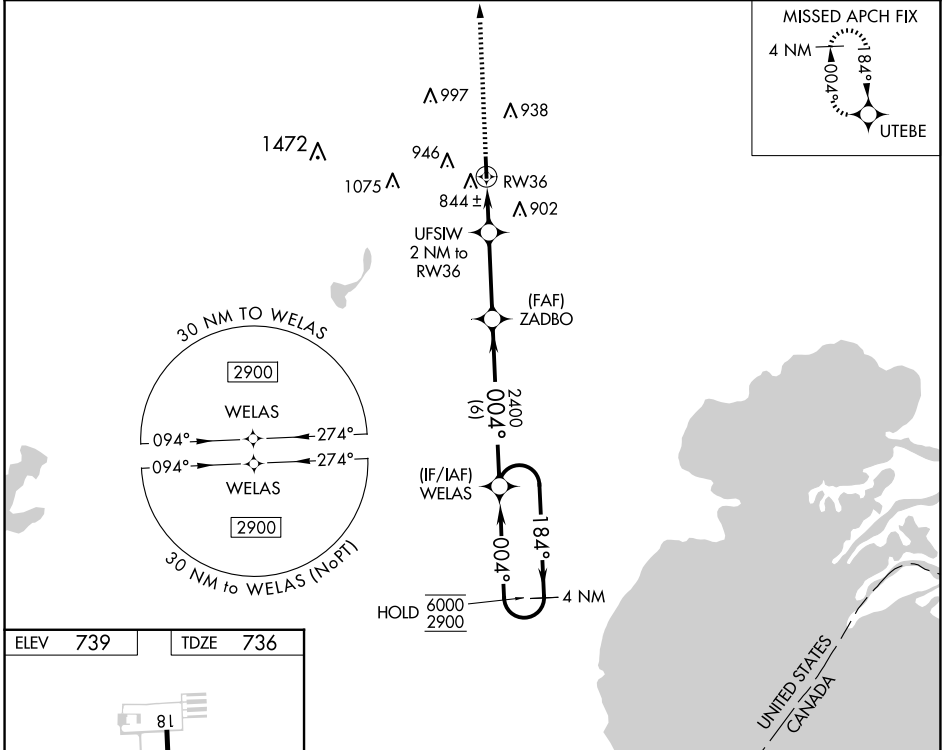 MISSED APCH FIX
4 NM
004°
184°
UTEBE
997
938
1472
946
1075
RW36
844 ±
902
UFSIW
2 NM to
RW36
(FAF)
ZADBO
30 NM TO WELAS
2900
WELAS
094°
274°
094°
274°
WELAS
2900
30 NM to WELAS (NoPT)
2400
004°
(6)
(IF/IAF)
WELAS
004°
184°
HOLD
6000
2900
4 NM
UNITED STATES
CANADA
ELEV 739
TDZE 736
18